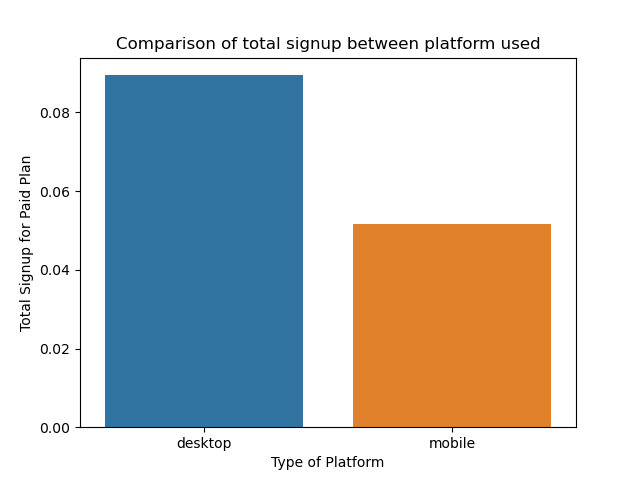 Comparison of total signup between platform used
Total Signup for Paid Plan
0.08
0.06
0.04
0.02
0.00
desktop
mobile
Type of Platform